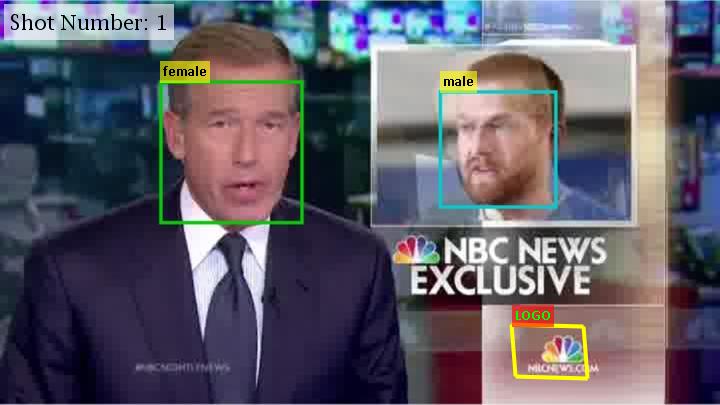 Shot Number: 1
female
male
NBC NEWS
EXCLUSIVE
LOGO
NBCNEWS.COM
#NBCNIGHTLYNEWS